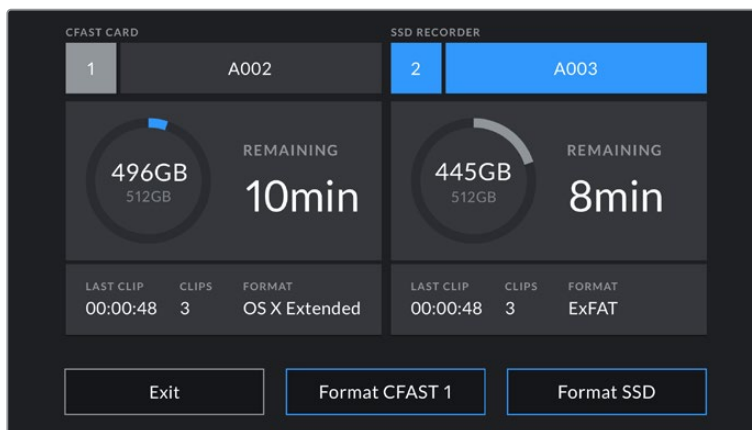 CFAST CARD
1 A002
496GB
512GB
REMAINING
10min
LAST CLIP CLIPS FORMAT
00:00:48 3 OS X Extended
SSD RECORDER
2 A003
445GB
512GB
REMAINING
8min
LAST CLIP CLIPS FORMAT
00:00:48 3 ExFAT
Exit Format CFAST 1 Format SSD